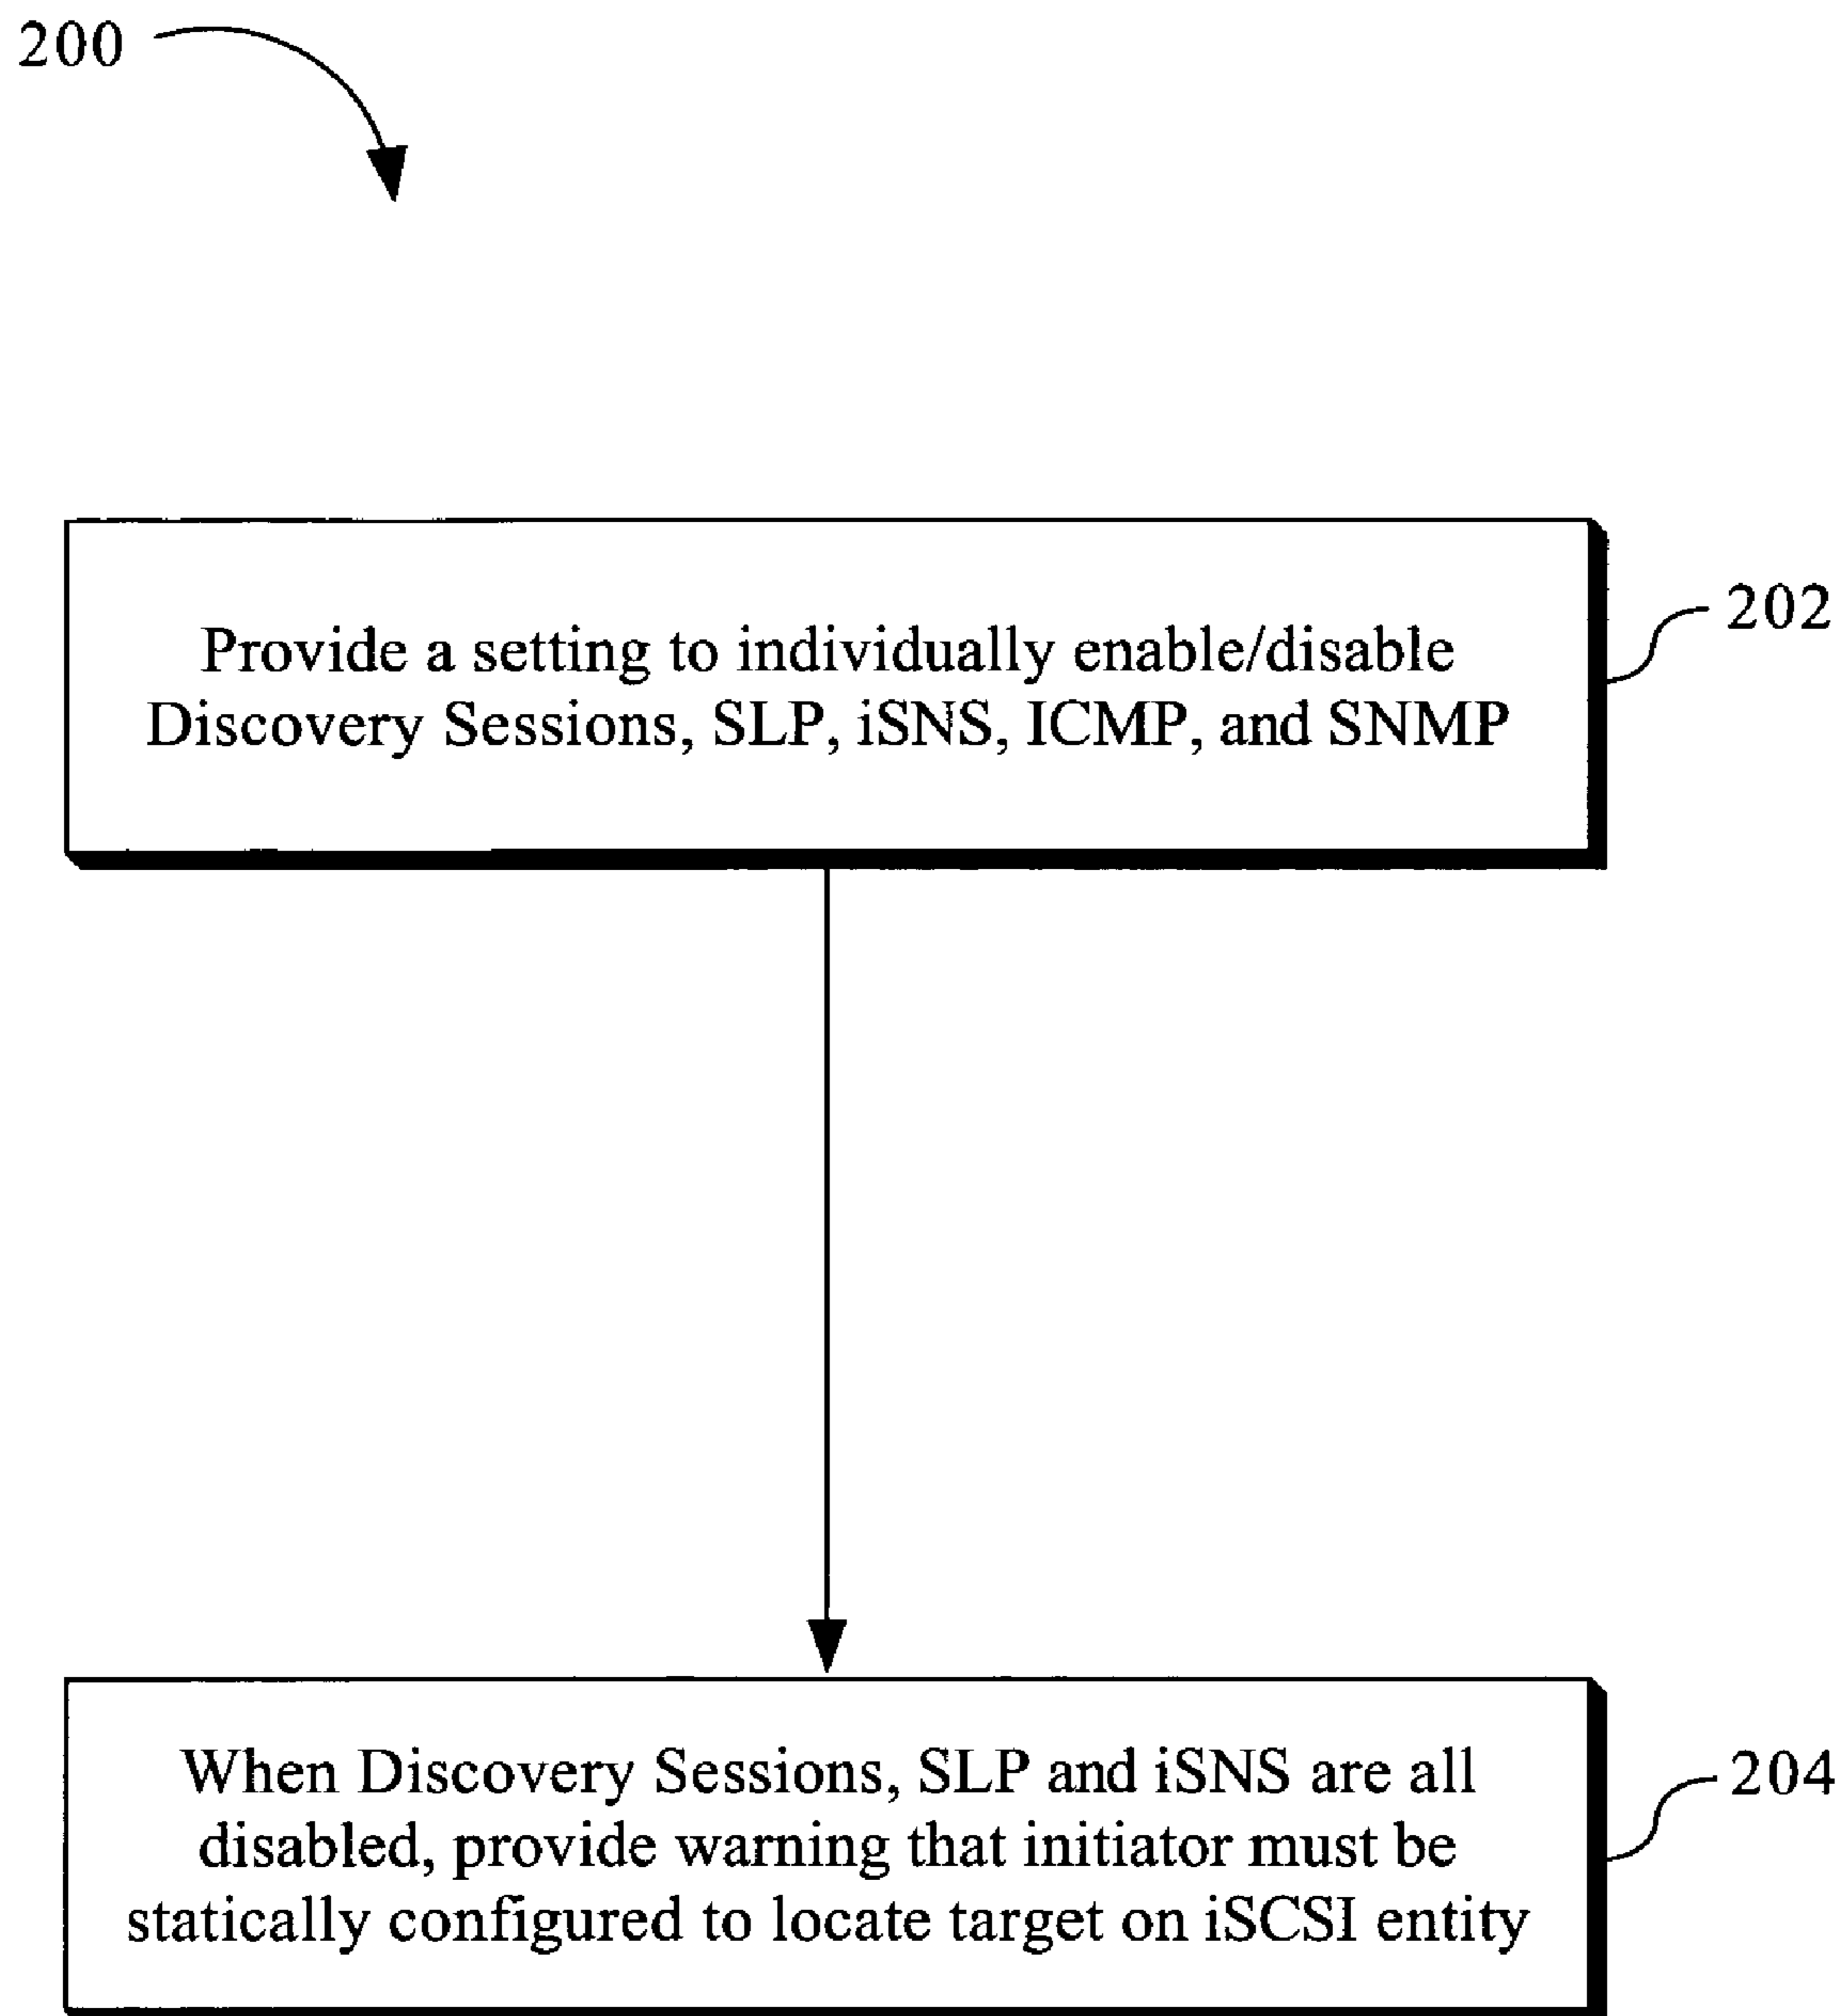 200
Provide a setting to individually enable/disable
Discovery Sessions, SLP, iSNS, ICMP, and SNMP
202
When Discovery Sessions, SLP and iSNS are all
disabled, provide warning that initiator must be
statically configured to locate target on iSCSI entity
204